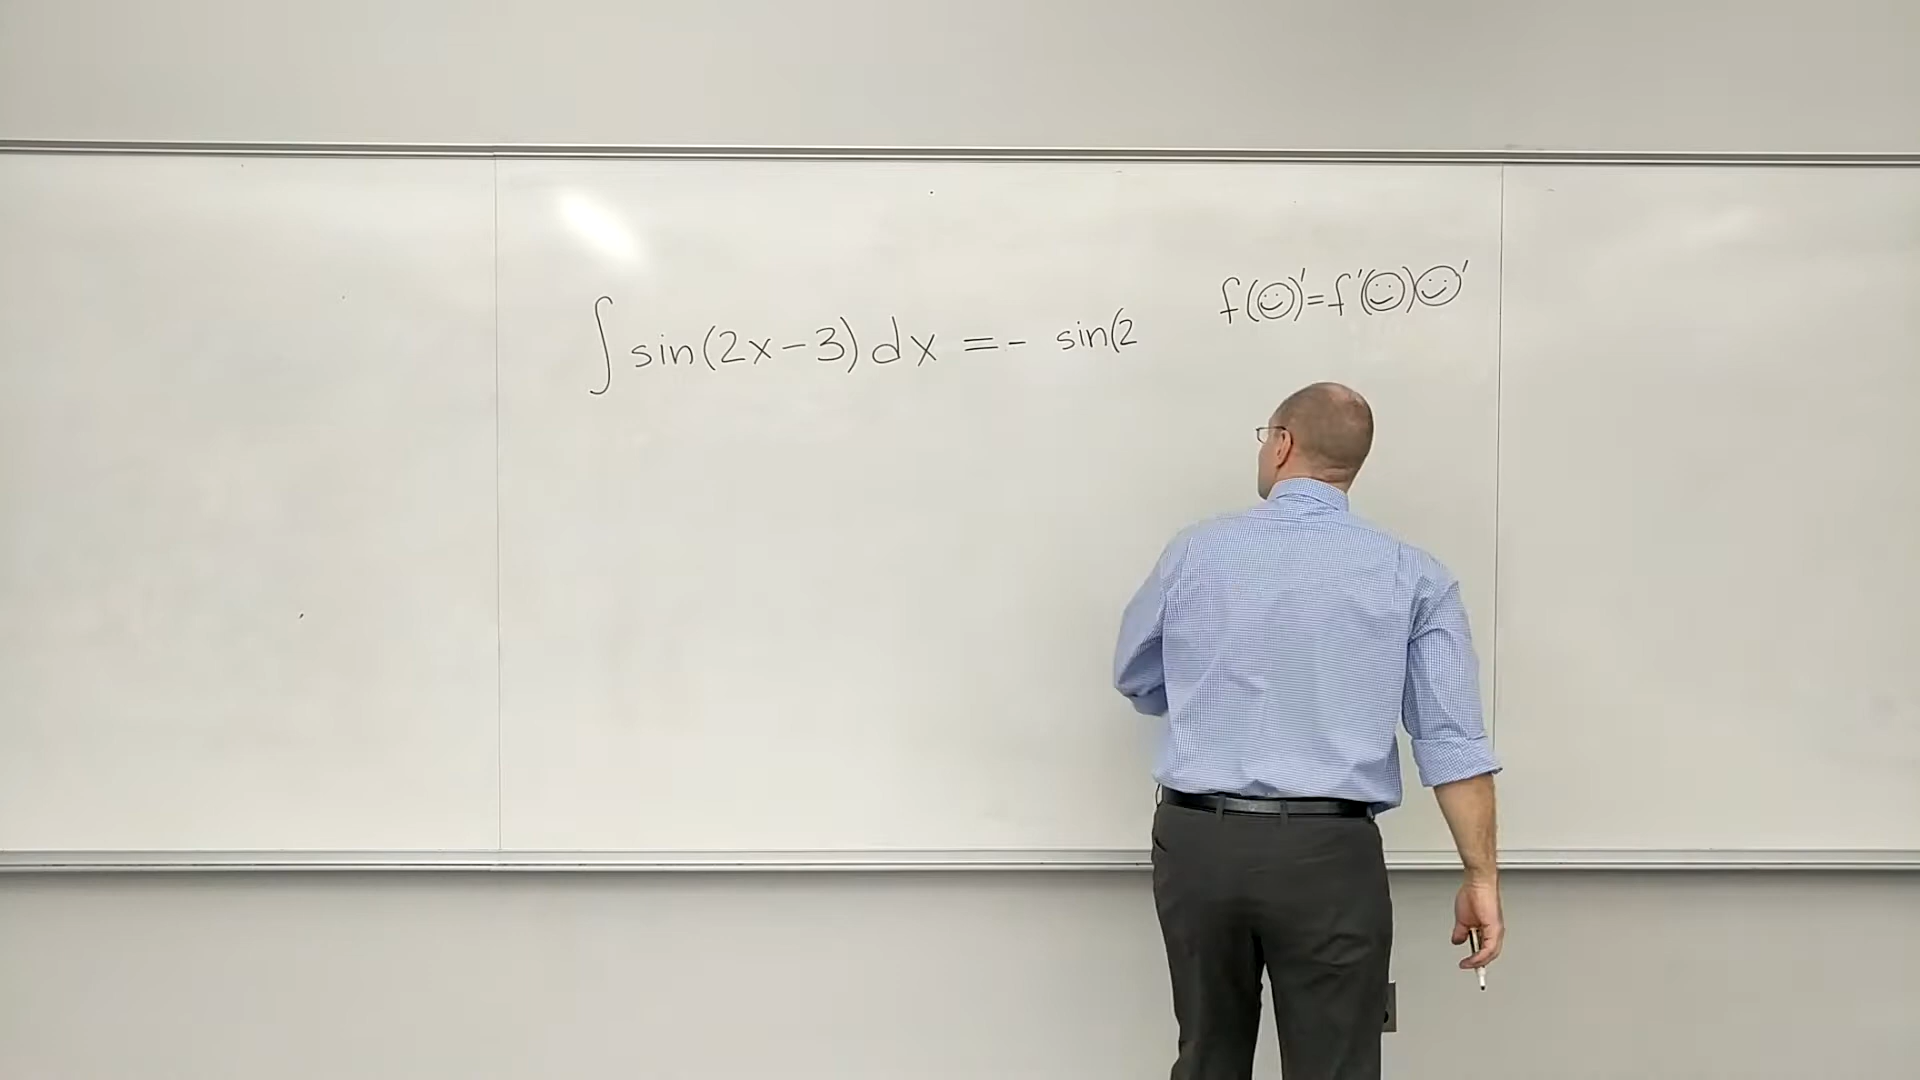 ∫ sin(2x-3) dx = - sin(2
f(☺)'=f'(☺)☺'